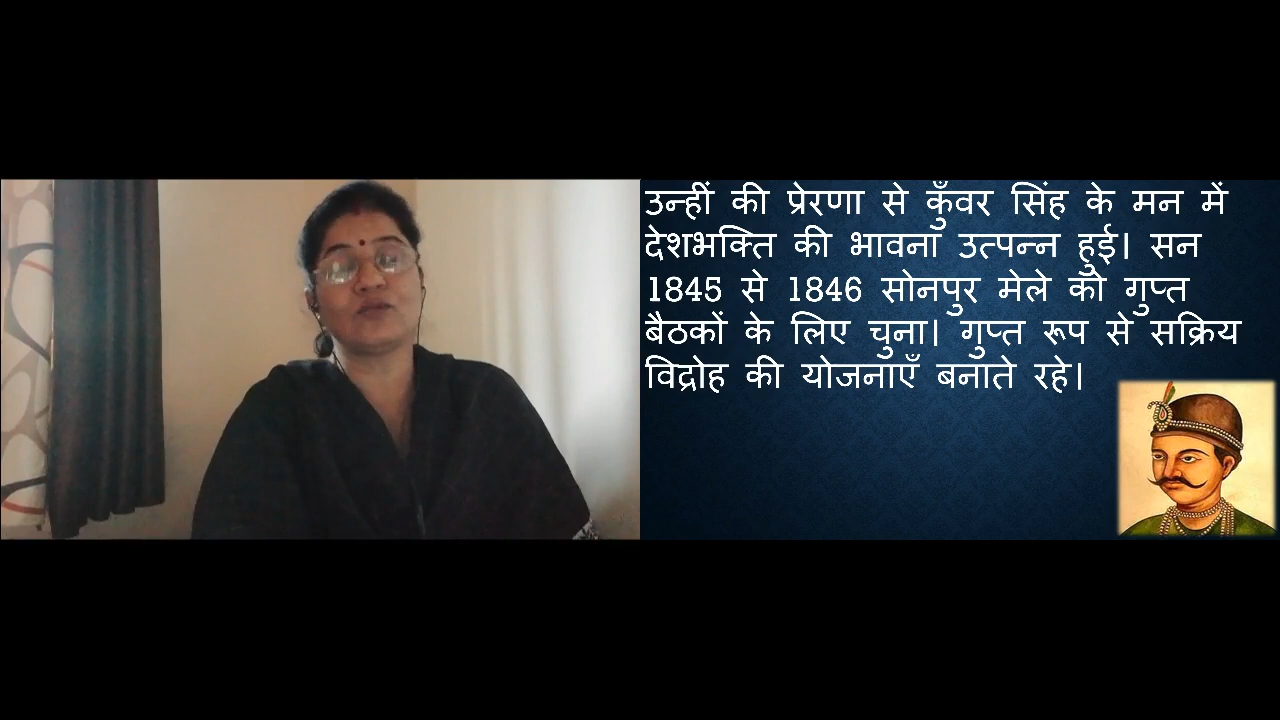 उन्हीं की प्रेरणा से कुँवर सिंह के मन में
देशभक्ति की भावना उत्पन्न हुई। सन
1845 से 1846 सोनपुर मेले को गुप्त
बैठकों के लिए चुना। गुप्त रूप से सक्रिय
विद्रोह की योजनाएँ बनाते रहे।